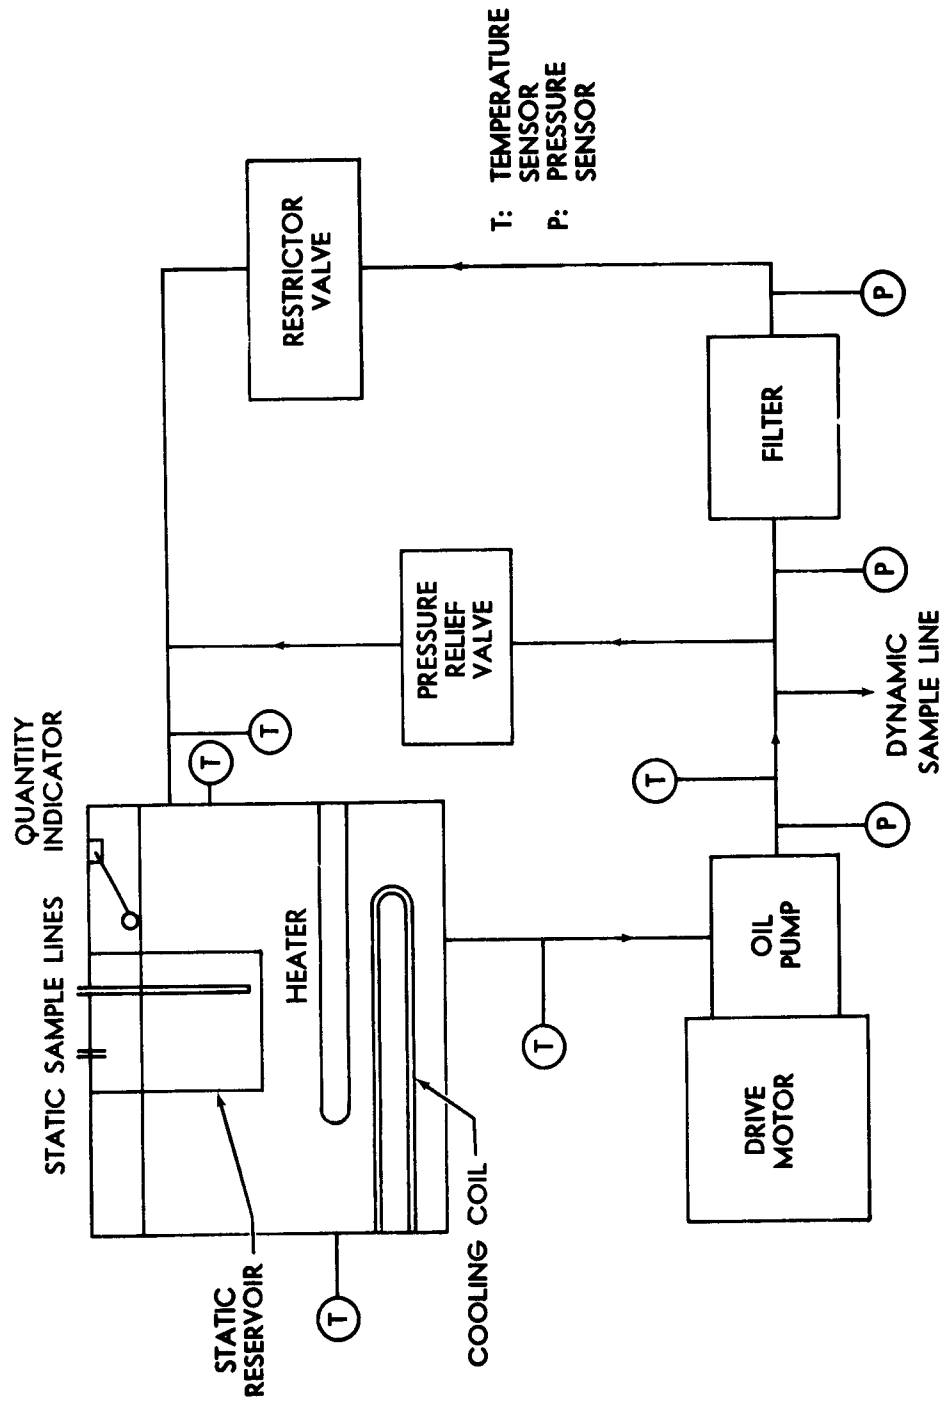 STATIC SAMPLE LINES
QUANTITY
INDICATOR
STATIC
RESERVOIR
HEATER
COOLING COIL
T
T
T
T
T
PRESSURE
RELIEF
VALVE
RESTRICTOR
VALVE
T: TEMPERATURE
SENSOR
P: PRESSURE
SENSOR
DRIVE
MOTOR
OIL
PUMP
FILTER
P
P
P
DYNAMIC
SAMPLE LINE